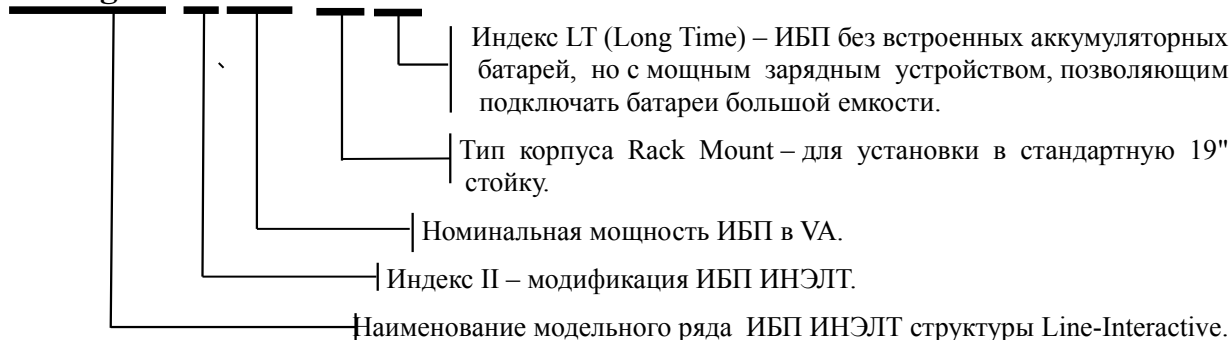 Индекс LT (Long Time) – ИБП без встроенных аккумуляторных
батарей, но с мощным зарядным устройством, позволяющим
подключать батареи большой емкости.
Тип корпуса Rack Mount – для установки в стандартную 19"
стойку.
Номинальная мощность ИБП в VA.
Индекс II – модификация ИБП ИНЭЛТ.
Наименование модельного ряда ИБП ИНЭЛТ структуры Line-Interactive.